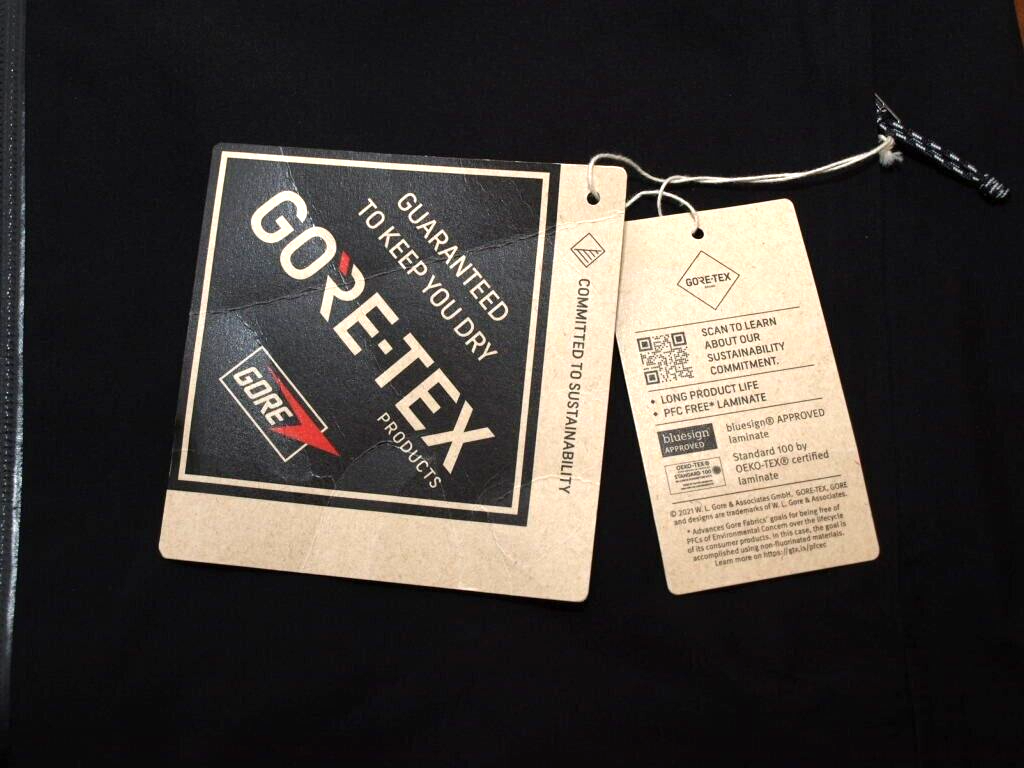 GUARANTEED
TO KEEP YOU DRY
GORE-TEX
PRODUCTS
GORE
COMMITTED TO SUSTAINABILITY
GORE-TEX
SCAN TO LEARN
ABOUT OUR
SUSTAINABILITY
COMMITMENT.
• LONG PRODUCT LIFE
• PFC FREE* LAMINATE
bluesign®
APPROVED
bluesign® APPROVED
laminate
OEKO-TEX®
STANDARD 100
Standard 100 by
OEKO-TEX® certified
laminate
© 2021 W. L. Gore & Associates GmbH. GORE-TEX, GORE
and designs are trademarks of W. L. Gore & Associates.
* Advances Gore Fabrics' goals for being free of
PFCs of Environmental Concern over the lifecycle
of its consumer products. In this case, the goal is
accomplished using non-fluorinated materials.
Learn more on https://gtx.is/pfcec